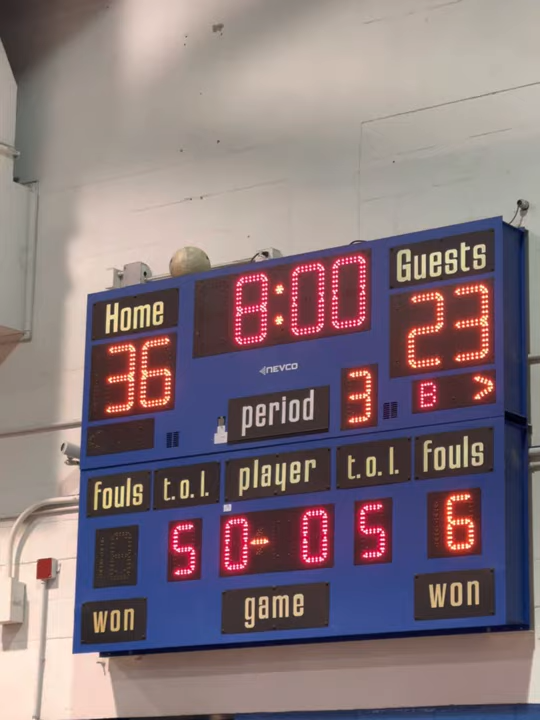 Home 8:00 Guests
36 23
NEVCO
period 3 B >
fouls t.o.l. player t.o.l. fouls
5 0- 0 5 6
won game won